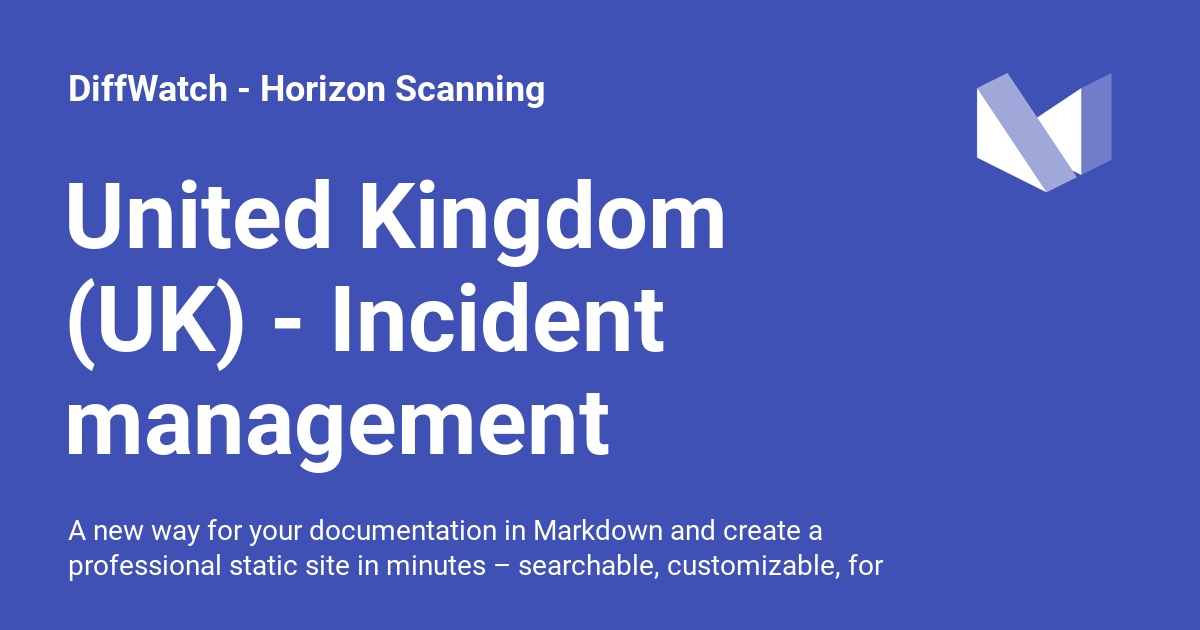 DiffWatch - Horizon Scanning
United Kingdom
(UK) - Incident
management
A new way for your documentation in Markdown and create a
professional static site in minutes – searchable, customizable, for